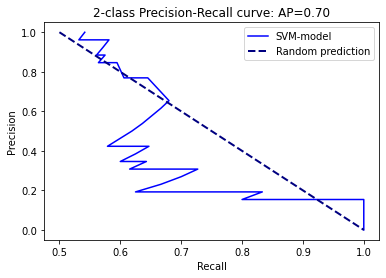 2-class Precision-Recall curve: AP=0.70
SVM-model
Random prediction
Precision
1.0
0.8
0.6
0.4
0.2
0.0
0.5 0.6 0.7 0.8 0.9 1.0
Recall